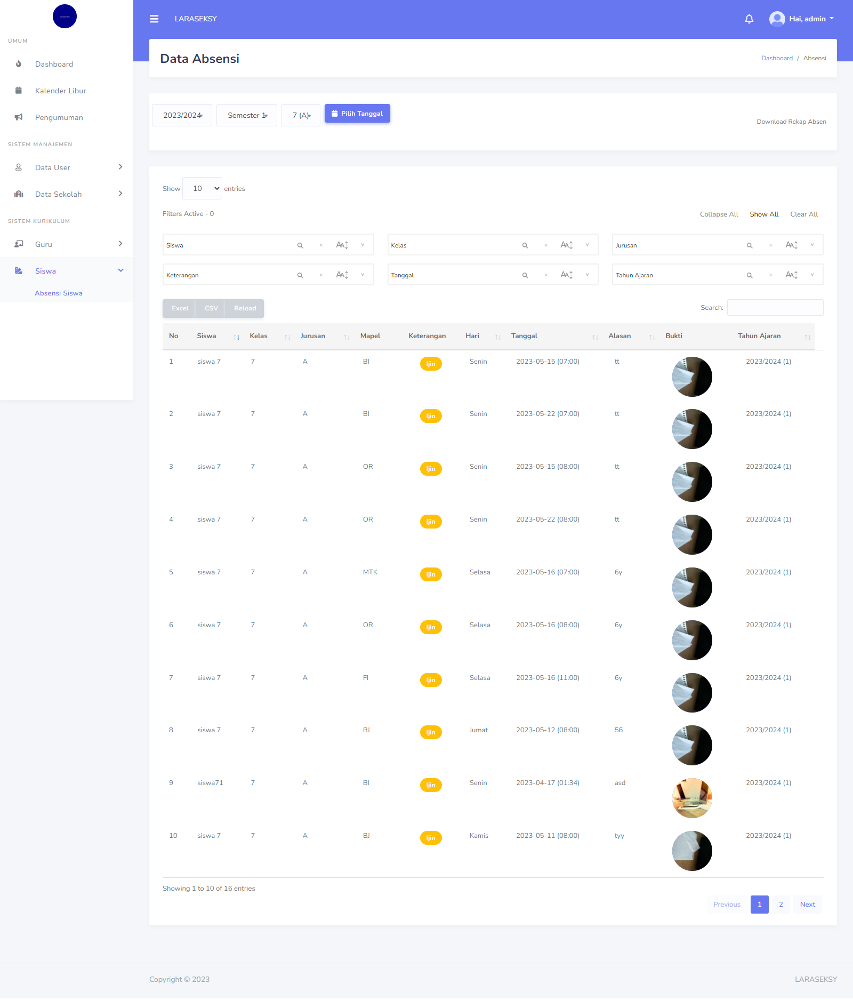 LARASEKSY
Hai, admin
UMUM
Dashboard
Kalender Libur
Pengumuman
SISTEM MANAJEMEN
Data User
Data Sekolah
SISTEM KURIKULUM
Guru
Siswa
Absensi Siswa
Data Absensi
Dashboard / Absensi
2023/2024 Semester 1 7 (A) Pilih Tanggal
Download Rekap Absen
Show 10 entries
Filters Active - 0
Collapse All Show All Clear All
Siswa Kelas Jurusan
Keterangan Tanggal Tahun Ajaran
Excel CSV Reload
Search:
No Siswa Kelas Jurusan Mapel Keterangan Hari Tanggal Alasan Bukti Tahun Ajaran
1 siswa 7 7 A BI Ijin Senin 2023-05-15 (07:00) tt 2023/2024 (1)
2 siswa 7 7 A BI Ijin Senin 2023-05-22 (07:00) tt 2023/2024 (1)
3 siswa 7 7 A OR Ijin Senin 2023-05-15 (08:00) tt 2023/2024 (1)
4 siswa 7 7 A OR Ijin Senin 2023-05-22 (08:00) tt 2023/2024 (1)
5 siswa 7 7 A MTK Ijin Selasa 2023-05-16 (07:00) 6y 2023/2024 (1)
6 siswa 7 7 A OR Ijin Selasa 2023-05-16 (08:00) 6y 2023/2024 (1)
7 siswa 7 7 A FI Ijin Selasa 2023-05-16 (11:00) 6y 2023/2024 (1)
8 siswa 7 7 A BJ Ijin Jumat 2023-05-12 (08:00) 56 2023/2024 (1)
9 siswa71 7 A BI Ijin Senin 2023-04-17 (01:34) asd 2023/2024 (1)
10 siswa 7 7 A BJ Ijin Kamis 2023-05-11 (08:00) tyy 2023/2024 (1)
Showing 1 to 10 of 16 entries
Previous 1 2 Next
Copyright © 2023
LARASEKSY